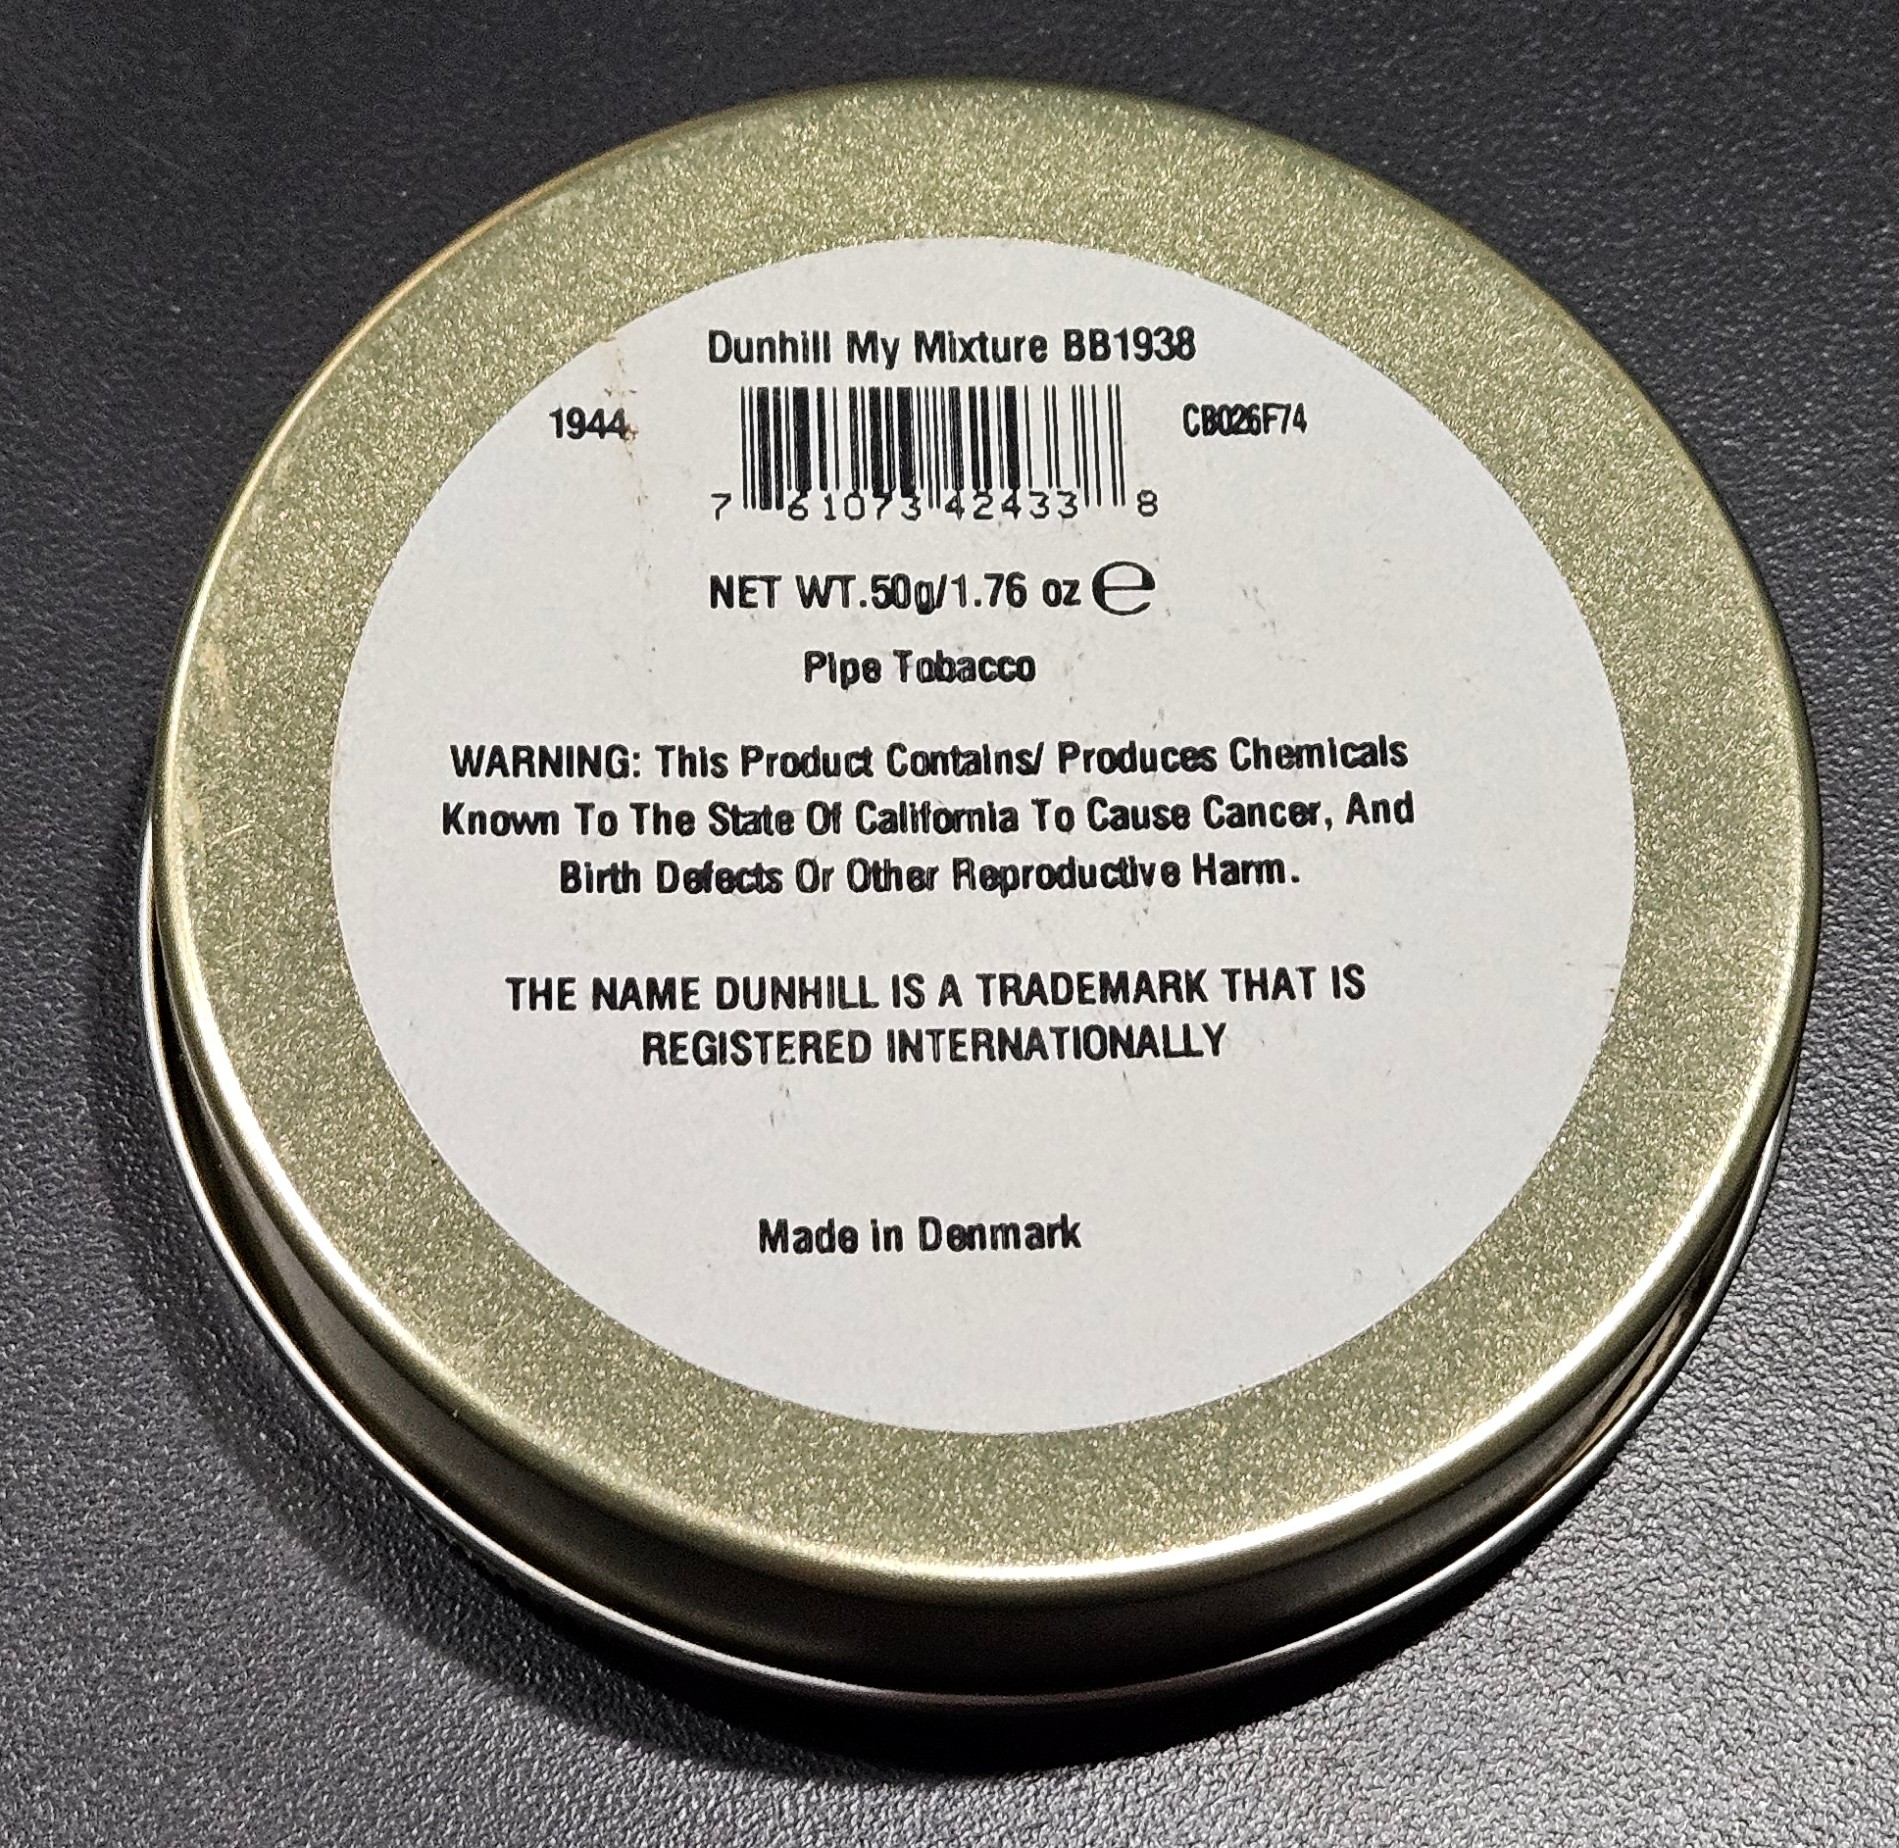 Dunhill My Mixture BB1938
1944 CB026F74
7 61073 42433 8
NET WT.50g/1.76 oz ℮
Pipe Tobacco
WARNING: This Product Contains/ Produces Chemicals
Known To The State Of California To Cause Cancer, And
Birth Defects Or Other Reproductive Harm.
THE NAME DUNHILL IS A TRADEMARK THAT IS
REGISTERED INTERNATIONALLY
Made in Denmark